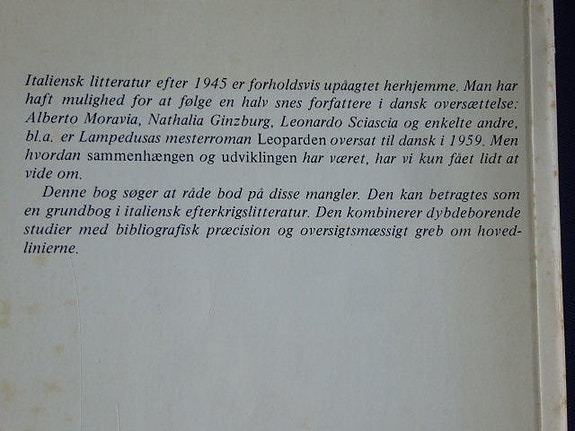 Italiensk litteratur efter 1945 er forholdsvis upåagtet herhjemme. Man har
haft mulighed for at følge en halv snes forfattere i dansk oversættelse:
Alberto Moravia, Nathalia Ginzburg, Leonardo Sciascia og enkelte andre,
bl.a. er Lampedusas mesterroman Leoparden oversat til dansk i 1959. Men
hvordan sammenhængen og udviklingen har været, har vi kun fået lidt at
vide om.
Denne bog søger at råde bod på disse mangler. Den kan betragtes som
en grundbog i italiensk efterkrigslitteratur. Den kombinerer dybdeborende
studier med bibliografisk præcision og oversigtsmæssigt greb om hoved-
linierne.